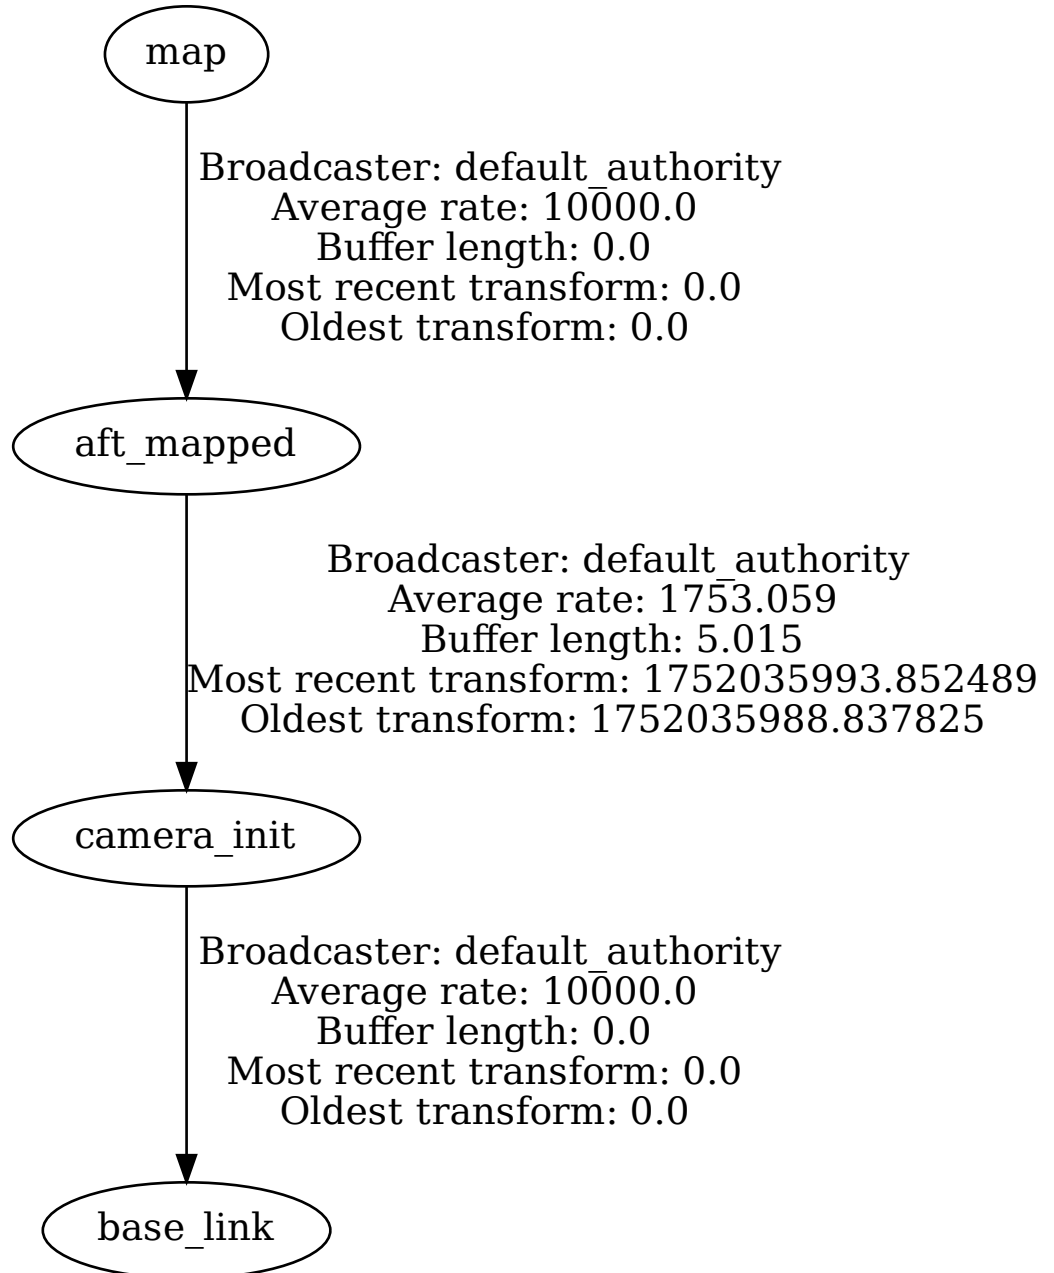 map
Broadcaster: default_authority
Average rate: 10000.0
Buffer length: 0.0
Most recent transform: 0.0
Oldest transform: 0.0
aft_mapped
Broadcaster: default_authority
Average rate: 1753.059
Buffer length: 5.015
Most recent transform: 1752035993.852489
Oldest transform: 1752035988.837825
camera_init
Broadcaster: default_authority
Average rate: 10000.0
Buffer length: 0.0
Most recent transform: 0.0
Oldest transform: 0.0
base_link